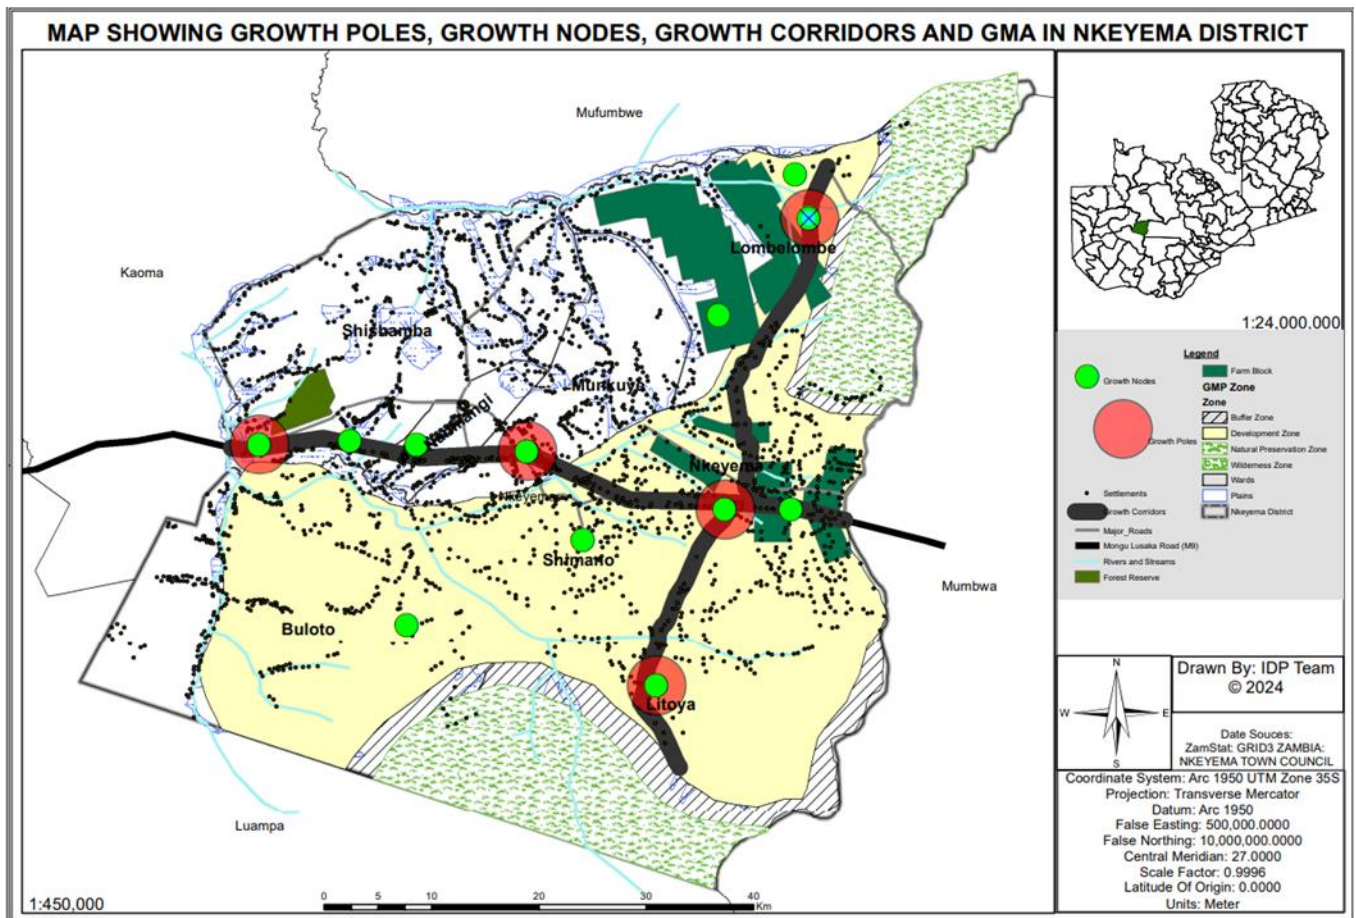 MAP SHOWING GROWTH POLES, GROWTH NODES, GROWTH CORRIDORS AND GMA IN NKEYEMA DISTRICT
Mufumbwe
Kaoma
Lombelombe
Shishamba
Munkuye
Nkeyema
Nkeyema
Shimano
Mumbwa
Buloto
Litoya
Luampa
1:450,000
0 5 10 20 30 40
Km
1:24,000,000
Legend
Growth Nodes
Growth Poles
Settlements
Growth Corridors
Major_Roads
Mongu Lusaka Road (M9)
Rivers and Streams
Forest Reserve
Farm Block
GMP Zone
Zone
Buffer Zone
Development Zone
Natural Preservation Zone
Wilderness Zone
Wards
Plains
Nkeyema District
N
W E
S
Drawn By: IDP Team
© 2024
Date Souces:
ZamStat: GRID3 ZAMBIA:
NKEYEMA TOWN COUNCIL
Coordinate System: Arc 1950 UTM Zone 35S
Projection: Transverse Mercator
Datum: Arc 1950
False Easting: 500,000.0000
False Northing: 10,000,000.0000
Central Meridian: 27.0000
Scale Factor: 0.9996
Latitude Of Origin: 0.0000
Units: Meter